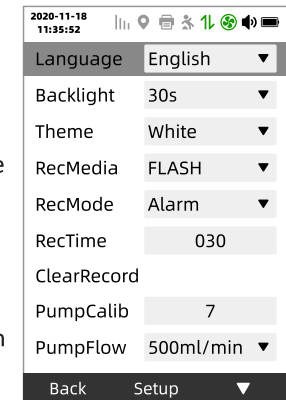 2020-11-18
11:35:52
Language English
Backlight 30s
Theme White
RecMedia FLASH
RecMode Alarm
RecTime 030
ClearRecord
PumpCalib 7
PumpFlow 500ml/min
Back Setup